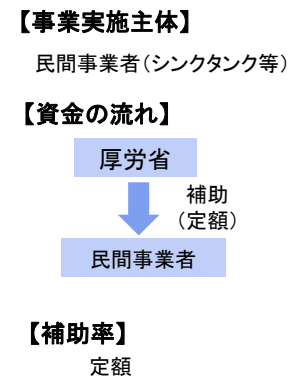 【事業実施主体】
民間事業者（シンクタンク等）
【資金の流れ】
厚労省
補助
（定額）
民間事業者
【補助率】
定額